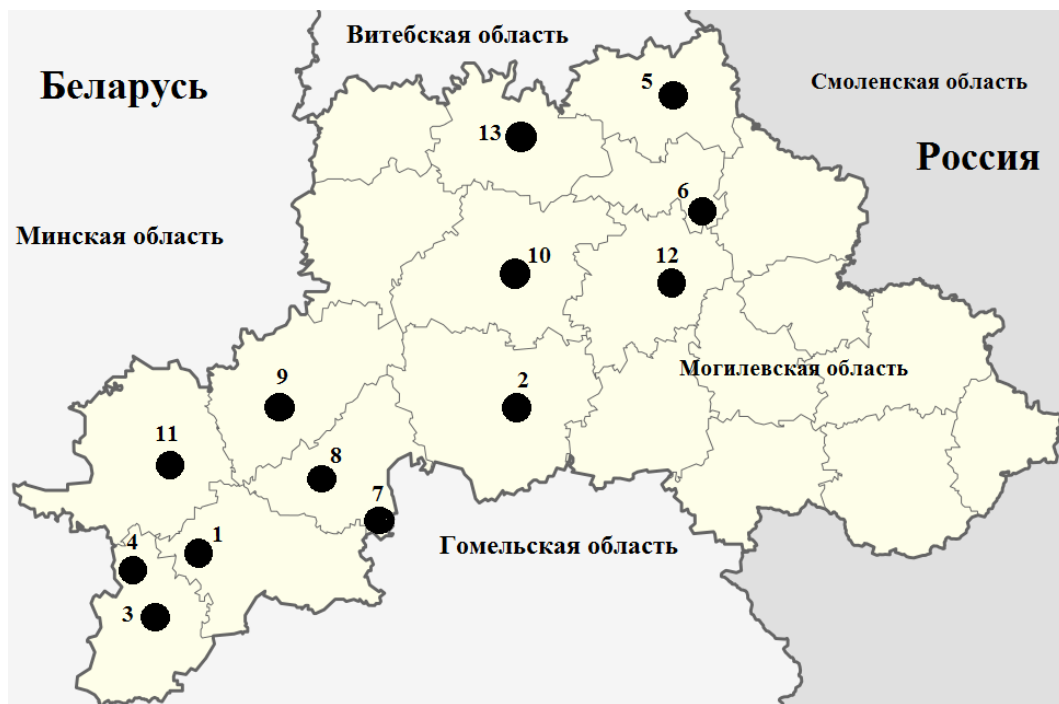 Витебская область
Беларусь
Смоленская область
5
13
Россия
6
Минская область
10
12
Могилевская область
9
2
11
8
7
Гомельская область
4
1
3